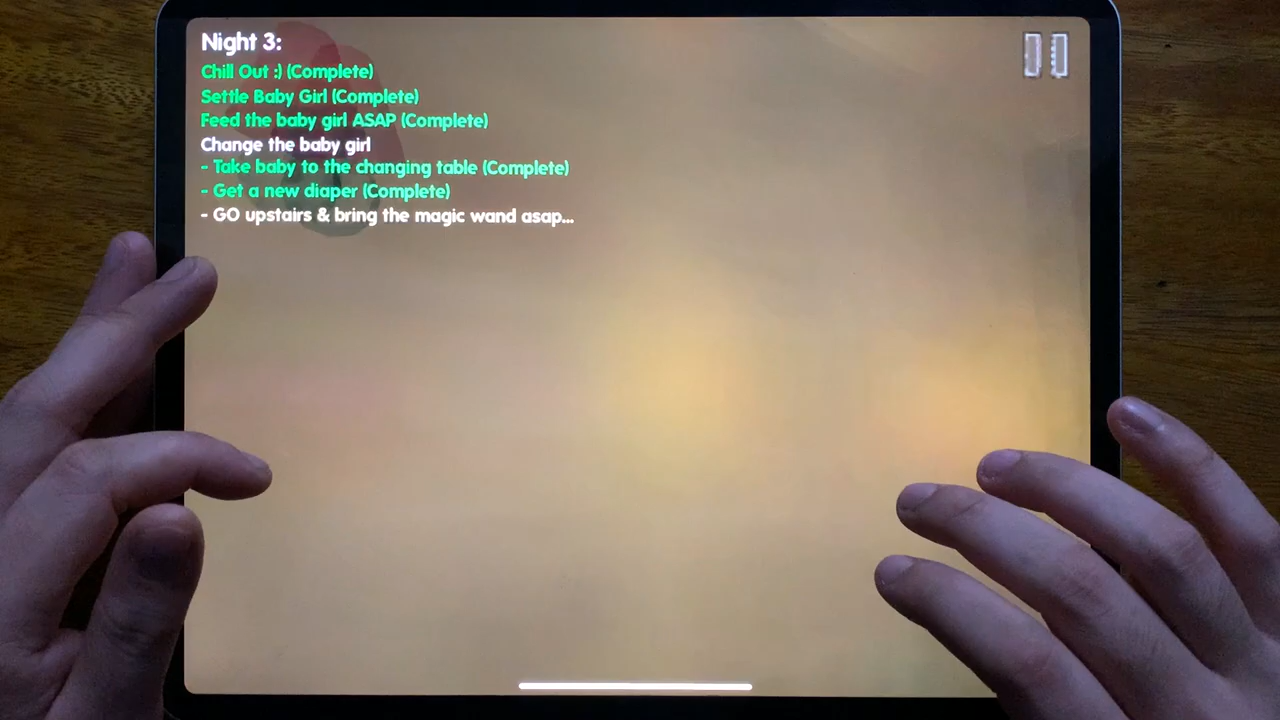 Night 3:
Chill Out :) (Complete)
Settle Baby Girl (Complete)
Feed the baby girl ASAP (Complete)
Change the baby girl
- Take baby to the changing table (Complete)
- Get a new diaper (Complete)
- GO upstairs & bring the magic wand asap...